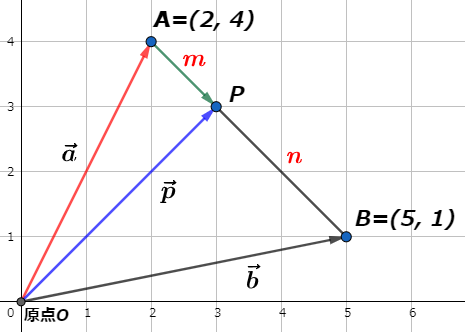 A=(2, 4)
4
m
3
P
a⃗
n
2
p⃗
B=(5, 1)
1
b⃗
0
1
2
3
4
5
6
原点O